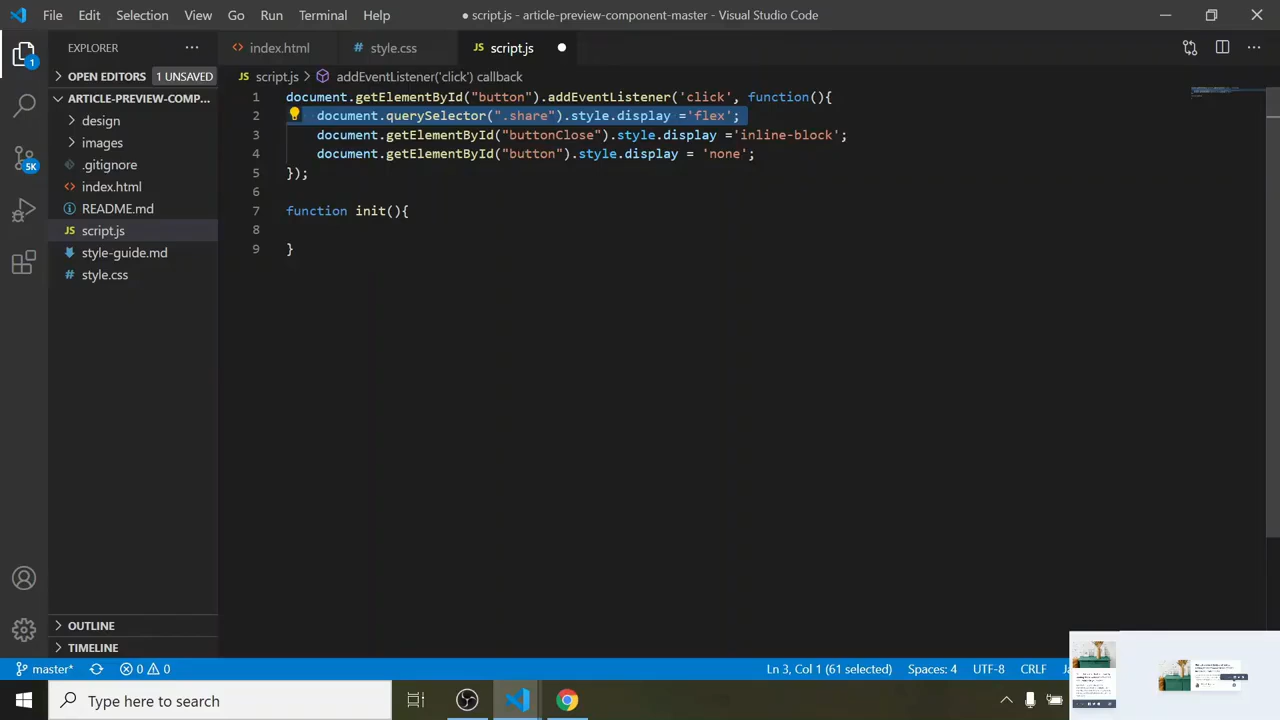 File Edit Selection View Go Run Terminal Help
● script.js - article-preview-component-master - Visual Studio Code
EXPLORER
index.html
# style.css
JS script.js
OPEN EDITORS 1 UNSAVED
ARTICLE-PREVIEW-COMP...
design
images
.gitignore
index.html
README.md
JS script.js
style-guide.md
# style.css
OUTLINE
TIMELINE
1
5K
JS script.js > addEventListener('click') callback
1 document.getElementById("button").addEventListener('click', function(){
2 document.querySelector(".share").style.display ='flex';
3 document.getElementById("buttonClose").style.display ='inline-block';
4 document.getElementById("button").style.display = 'none';
5 });
6
7 function init(){
8
9 }
master* 0 0
Ln 3, Col 1 (61 selected) Spaces: 4 UTF-8 CRLF
Type here to search